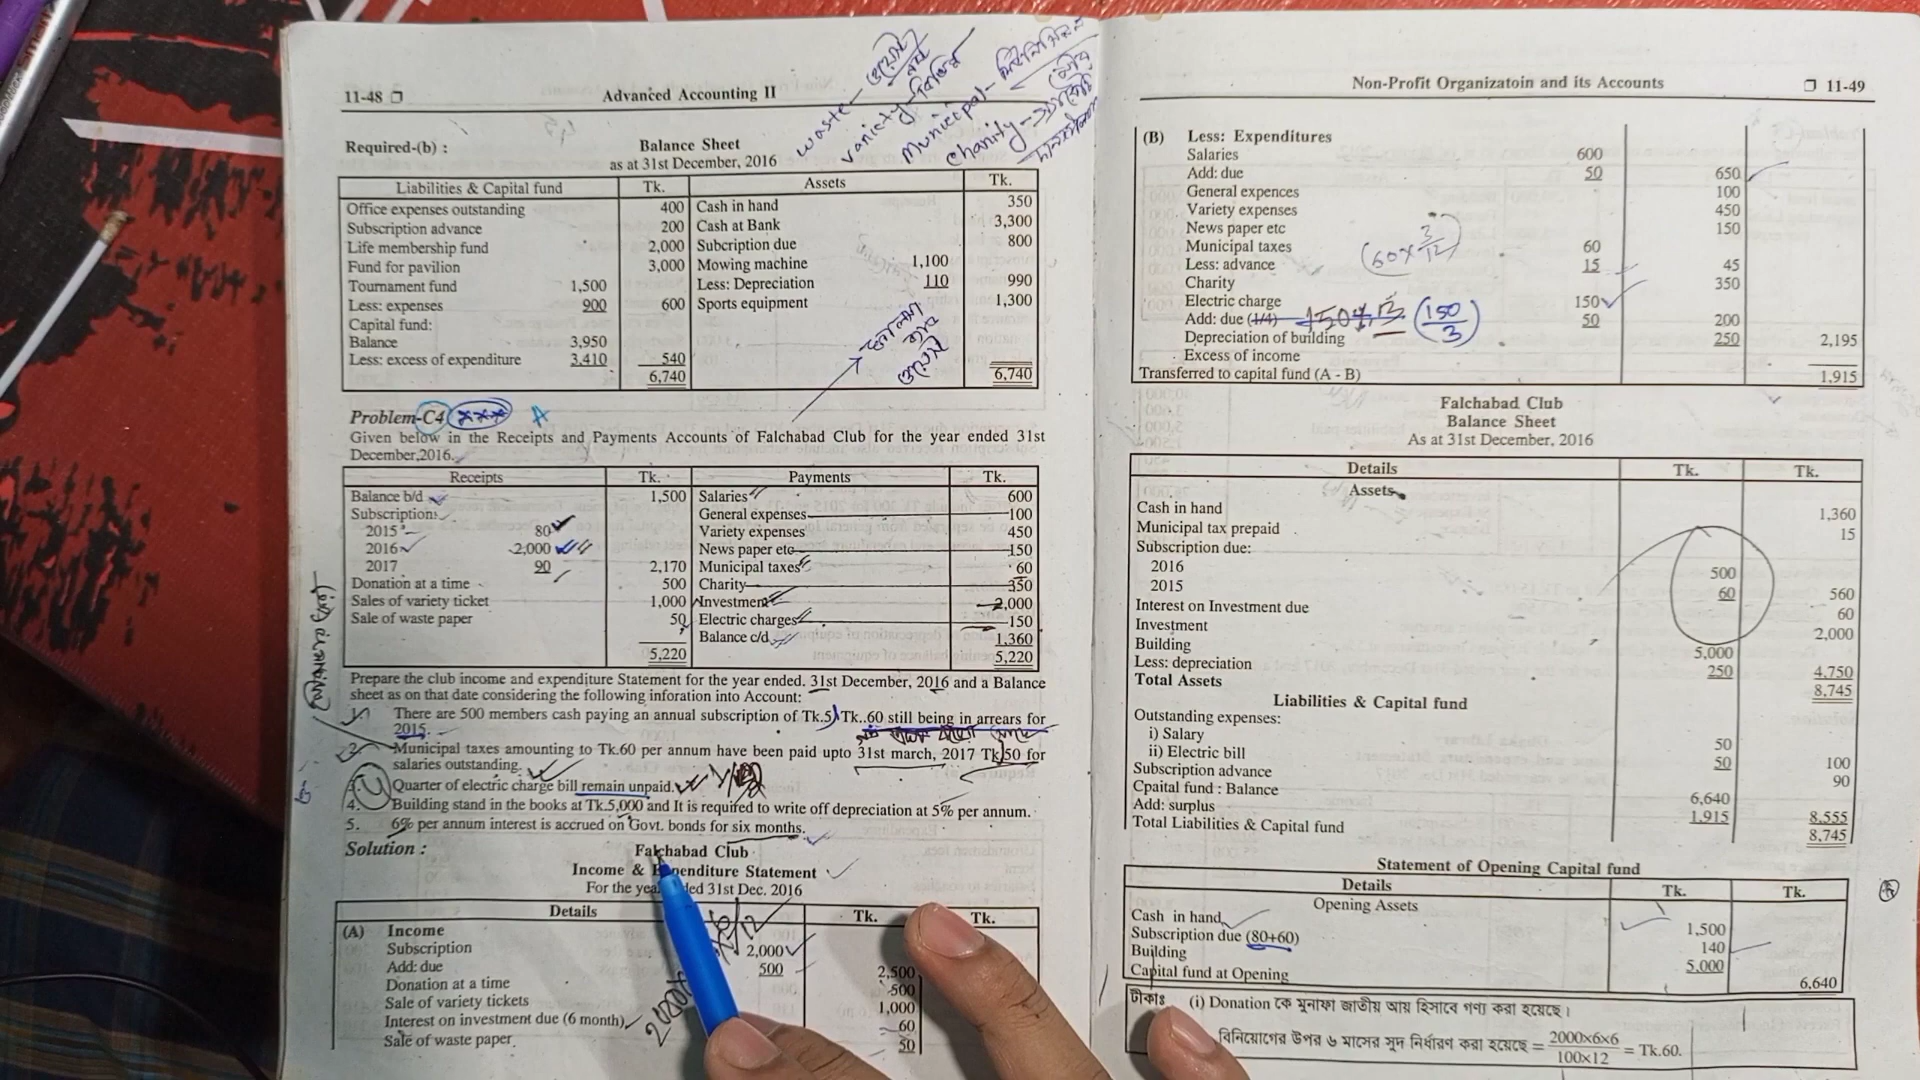 11-48 Advanced Accounting II
waste -
variety -
Municipal -
Charity -
Required-(b) : Balance Sheet
as at 31st December, 2016
Liabilities & Capital fund Tk. Assets Tk.
Office expenses outstanding 400 Cash in hand 350
Subscription advance 200 Cash at Bank 3,300
Life membership fund 2,000 Subcription due 800
Fund for pavilion 3,000 Mowing machine 1,100
Tournament fund 1,500 Less: Depreciation 110 990
Less: expenses 900 600 Sports equipment 1,300
Capital fund:
Balance 3,950
Less: excess of expenditure 3,410 540
6,740 6,740
Problem-C4 A
Given below in the Receipts and Payments Accounts of Falchabad Club for the year ended 31st
December,2016.
Receipts Tk. Payments Tk.
Balance b/d 1,500 Salaries 600
Subscription: General expenses 100
2015 80 Variety expenses 450
2016 2,000 News paper etc 150
2017 90 2,170 Municipal taxes 60
Donation at a time 500 Charity 350
Sales of variety ticket 1,000 Investment 2,000
Sale of waste paper 50 Electric charges 150
Balance c/d 1,360
5,220 5,220
Prepare the club income and expenditure Statement for the year ended. 31st December, 2016 and a Balance
sheet as on that date considering the following inforation into Account:
1. There are 500 members cash paying an annual subscription of Tk.5, Tk..60 still being in arrears for
2015.
2. Municipal taxes amounting to Tk.60 per annum have been paid upto 31st march, 2017 Tk.50 for
salaries outstanding.
3. Quarter of electric charge bill remain unpaid.
4. Building stand in the books at Tk.5,000 and It is required to write off depreciation at 5% per annum.
5. 6% per annum interest is accrued on Govt. bonds for six months.
Solution : Falchabad Club
Income & Expenditure Statement
For the year ended 31st Dec. 2016
Details Tk. Tk.
(A) Income
Subscription 2,000
Add: due 500 2,500
Donation at a time 500
Sale of variety tickets 1,000
Interest on investment due (6 month) 60
Sale of waste paper 50
Non-Profit Organizatoin and its Accounts 11-49
(B) Less: Expenditures
Salaries 600
Add: due 50 650
General expences 100
Variety expenses 450
News paper etc 150
Municipal taxes 60 (60×3/12)
Less: advance 15 45
Charity 350
Electric charge 150
Add: due (1/4) (150/3) 50 200
Depreciation of building 250 2,195
Excess of income
Transferred to capital fund (A - B) 1,915
Falchabad Club
Balance Sheet
As at 31st December, 2016
Details Tk. Tk.
Assets
Cash in hand 1,360
Municipal tax prepaid 15
Subscription due:
2016 500
2015 60 560
Interest on Investment due 60
Investment 2,000
Building 5,000
Less: depreciation 250 4,750
Total Assets 8,745
Liabilities & Capital fund
Outstanding expenses:
i) Salary 50
ii) Electric bill 50 100
Subscription advance 90
Cpaital fund : Balance 6,640
Add: surplus 1,915 8,555
Total Liabilities & Capital fund 8,745
Statement of Opening Capital fund
Details Tk. Tk.
Opening Assets
Cash in hand 1,500
Subscription due (80+60) 140
Building 5,000
Capital fund at Opening 6,640
টীকাঃ (i) Donation কে মুনাফা জাতীয় আয় হিসাবে গণ্য করা হয়েছে।
বিনিয়োগের উপর ৬ মাসের সুদ নির্ধারণ করা হয়েছে = 2000x6x6/100x12 = Tk.60.